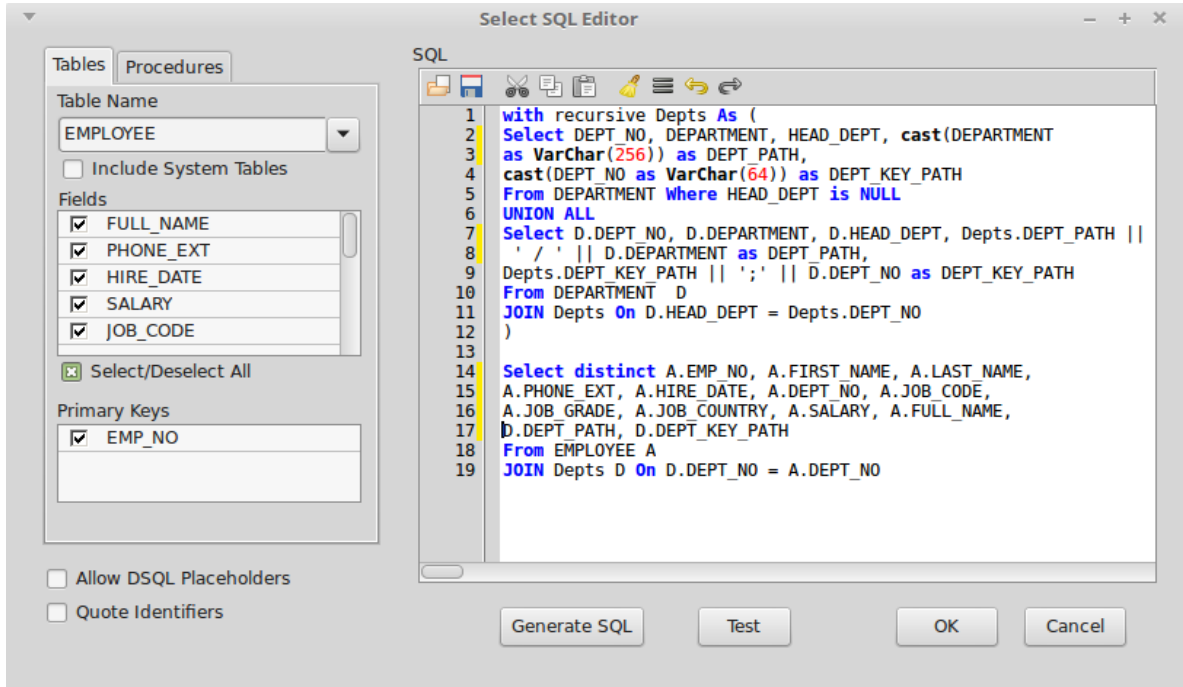 Select SQL Editor
Tables
Procedures
Table Name
EMPLOYEE
Include System Tables
Fields
FULL_NAME
PHONE_EXT
HIRE_DATE
SALARY
JOB_CODE
Select/Deselect All
Primary Keys
EMP_NO
Allow DSQL Placeholders
Quote Identifiers
SQL
1 with recursive Depts As (
2 Select DEPT_NO, DEPARTMENT, HEAD_DEPT, cast(DEPARTMENT
3 as VarChar(256)) as DEPT_PATH,
4 cast(DEPT_NO as VarChar(64)) as DEPT_KEY_PATH
5 From DEPARTMENT Where HEAD_DEPT is NULL
6 UNION ALL
7 Select D.DEPT_NO, D.DEPARTMENT, D.HEAD_DEPT, Depts.DEPT_PATH ||
8 ' / ' || D.DEPARTMENT as DEPT_PATH,
9 Depts.DEPT_KEY_PATH || ';' || D.DEPT_NO as DEPT_KEY_PATH
10 From DEPARTMENT  D
11 JOIN Depts On D.HEAD_DEPT = Depts.DEPT_NO
12 )
13
14 Select distinct A.EMP_NO, A.FIRST_NAME, A.LAST_NAME,
15 A.PHONE_EXT, A.HIRE_DATE, A.DEPT_NO, A.JOB_CODE,
16 A.JOB_GRADE, A.JOB_COUNTRY, A.SALARY, A.FULL_NAME,
17 D.DEPT_PATH, D.DEPT_KEY_PATH
18 From EMPLOYEE A
19 JOIN Depts D On D.DEPT_NO = A.DEPT_NO
Generate SQL
Test
OK
Cancel